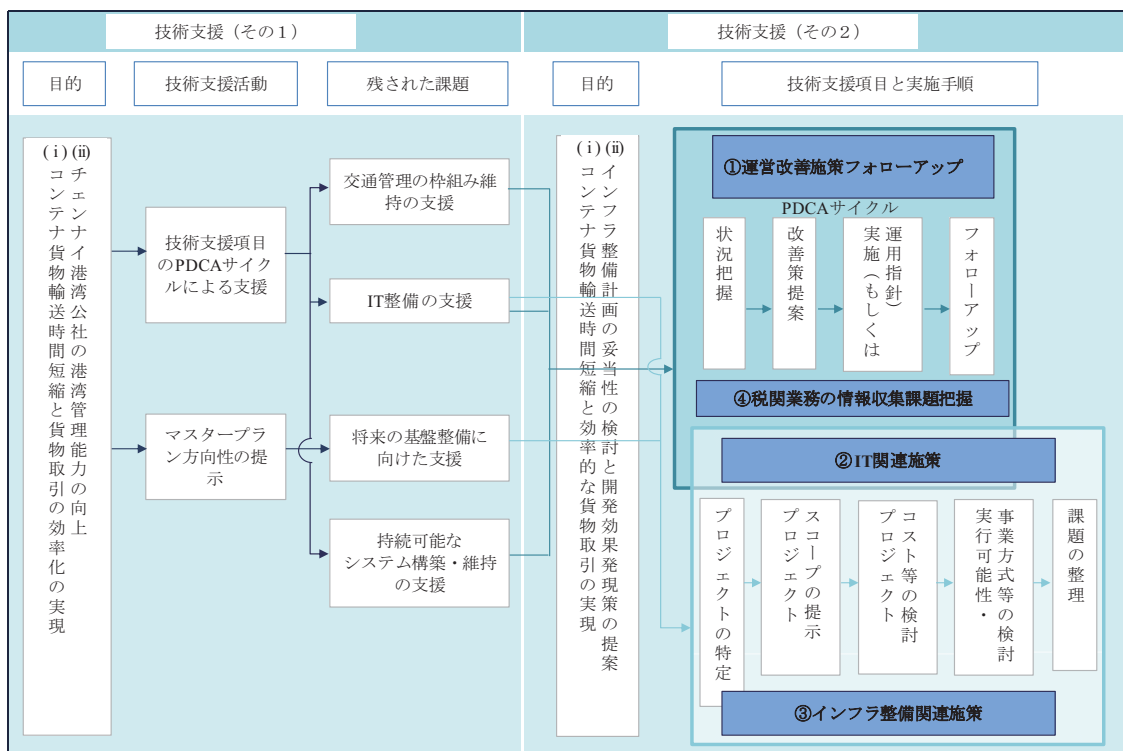 技術支援（その１）
技術支援（その２）
目的
技術支援活動
残された課題
目的
技術支援項目と実施手順
(ⅰ)コンテナ貨物輸送時間短縮と貨物取引の効率化の実現
(ⅱ)チェンナイ港湾公社の港湾管理能力の向上
技術支援項目
のPDCAサイク
ルによる支援
マスタープラ
ン方向性の提
示
交通管理の枠組み維
持の支援
IT整備の支援
将来の基盤整備に
向けた支援
持続可能な
システム構築・維持
の支援
(ⅰ)コンテナ貨物輸送時間短縮と効率的な貨物取引の実現
(ⅱ)インフラ整備計画の妥当性の検討と開発効果発現策の提案
①運営改善施策フォローアップ
PDCAサイクル
状況把握
改善策提案
実施（もしくは
運用指針）
フォローアップ
④税関業務の情報収集課題把握
②IT関連施策
プロジェクトの特定
プロジェクト
スコープの提示
プロジェクト
コスト等の検討
実行可能性・
事業方式等の検討
課題の整理
③インフラ整備関連施策